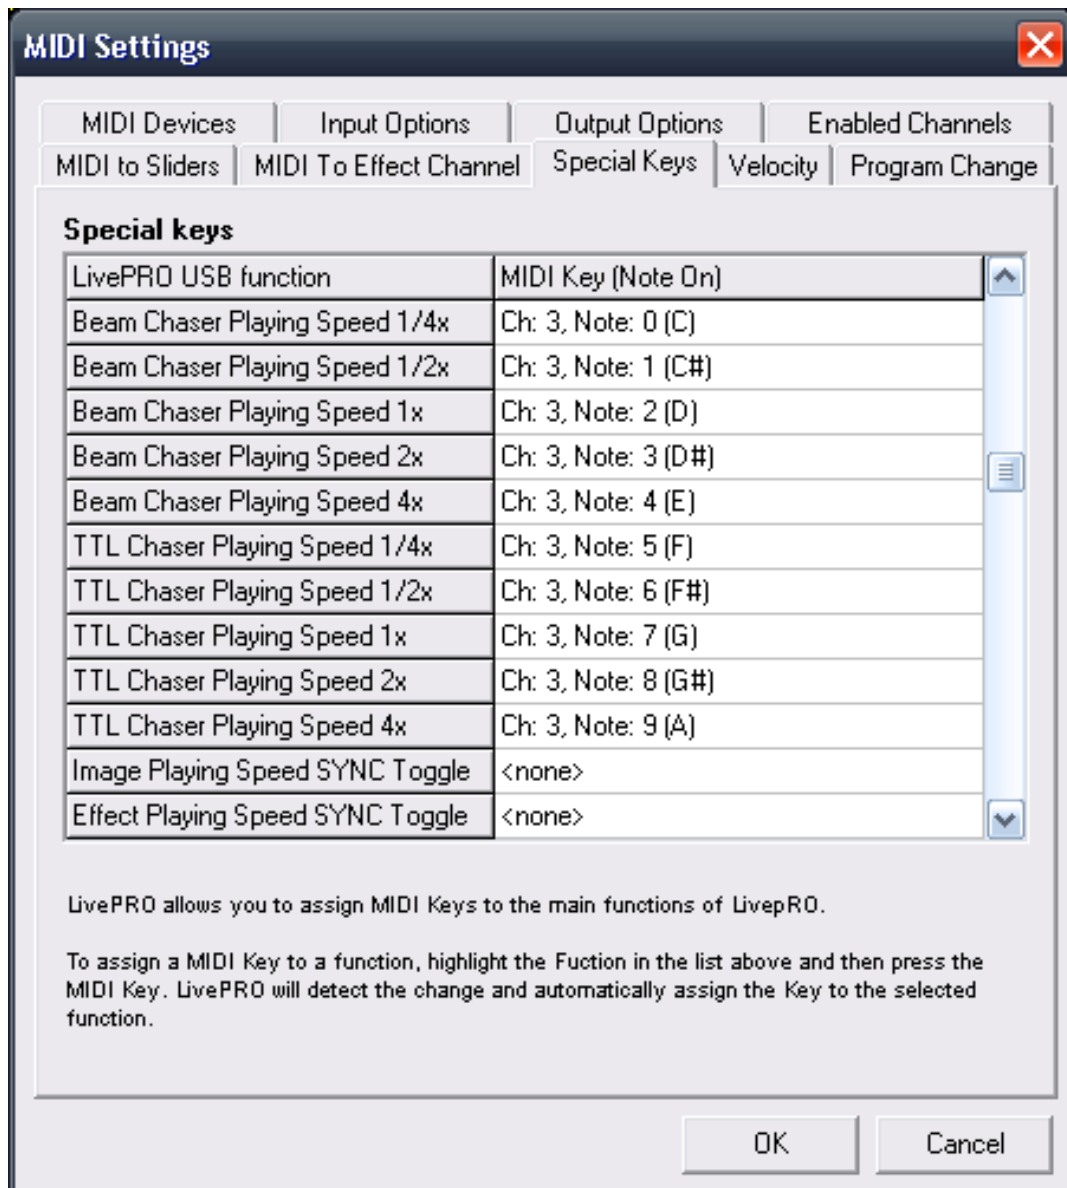 MIDI Settings
MIDI Devices Input Options Output Options Enabled Channels
MIDI to Sliders MIDI To Effect Channel Special Keys Velocity Program Change
Special keys
LivePRO USB function MIDI Key (Note On)
Beam Chaser Playing Speed 1/4x Ch: 3, Note: 0 (C)
Beam Chaser Playing Speed 1/2x Ch: 3, Note: 1 (C#)
Beam Chaser Playing Speed 1x Ch: 3, Note: 2 (D)
Beam Chaser Playing Speed 2x Ch: 3, Note: 3 (D#)
Beam Chaser Playing Speed 4x Ch: 3, Note: 4 (E)
TTL Chaser Playing Speed 1/4x Ch: 3, Note: 5 (F)
TTL Chaser Playing Speed 1/2x Ch: 3, Note: 6 (F#)
TTL Chaser Playing Speed 1x Ch: 3, Note: 7 (G)
TTL Chaser Playing Speed 2x Ch: 3, Note: 8 (G#)
TTL Chaser Playing Speed 4x Ch: 3, Note: 9 (A)
Image Playing Speed SYNC Toggle <none>
Effect Playing Speed SYNC Toggle <none>
LivePRO allows you to assign MIDI Keys to the main functions of LivepRO.
To assign a MIDI Key to a function, highlight the Fuction in the list above and then press the
MIDI Key. LivePRO will detect the change and automatically assign the Key to the selected
function.
OK Cancel